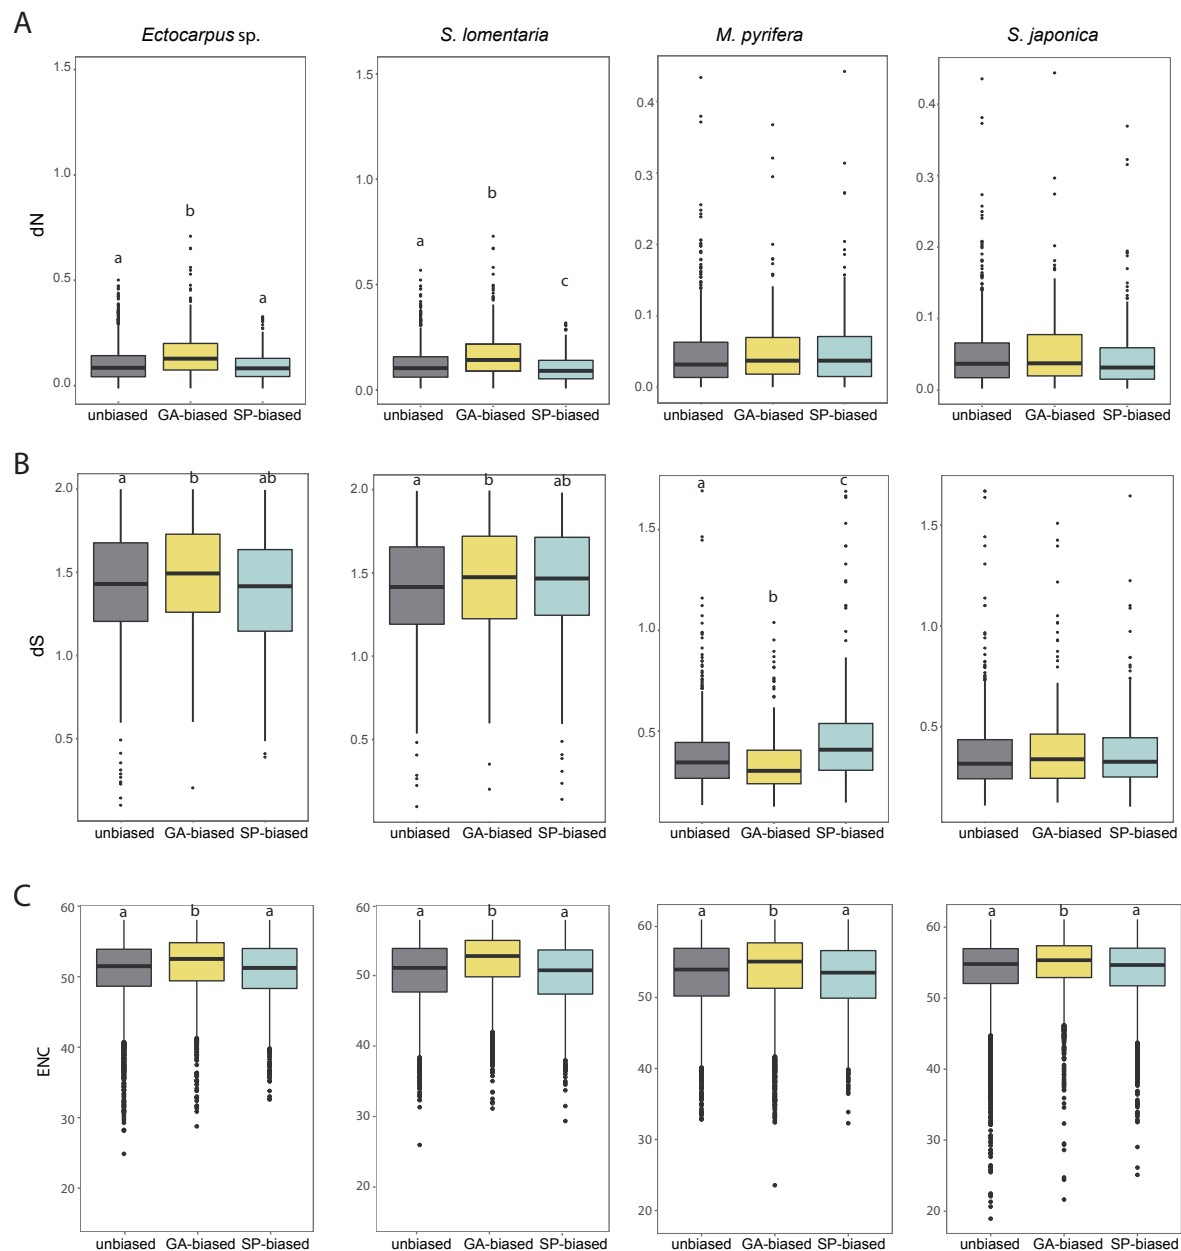 A
Ectocarpus sp.
S. lomentaria
M. pyrifera
S. japonica
dN
1.5
1.0
0.5
0.0
a
b
a
unbiased GA-biased SP-biased
1.5
1.0
0.5
0.0
a
b
c
unbiased GA-biased SP-biased
0.4
0.3
0.2
0.1
0.0
unbiased GA-biased SP-biased
0.4
0.3
0.2
0.1
0.0
unbiased GA-biased SP-biased
B
dS
2.0
1.5
1.0
0.5
a b ab
unbiased GA-biased SP-biased
2.0
1.5
1.0
0.5
a b ab
unbiased GA-biased SP-biased
1.5
1.0
0.5
a
b
c
unbiased GA-biased SP-biased
1.5
1.0
0.5
unbiased GA-biased SP-biased
C
ENC
60
50
40
30
20
a b a
unbiased GA-biased SP-biased
60
50
40
30
20
a b a
unbiased GA-biased SP-biased
60
50
40
30
20
a b a
unbiased GA-biased SP-biased
60
50
40
30
20
a b a
unbiased GA-biased SP-biased